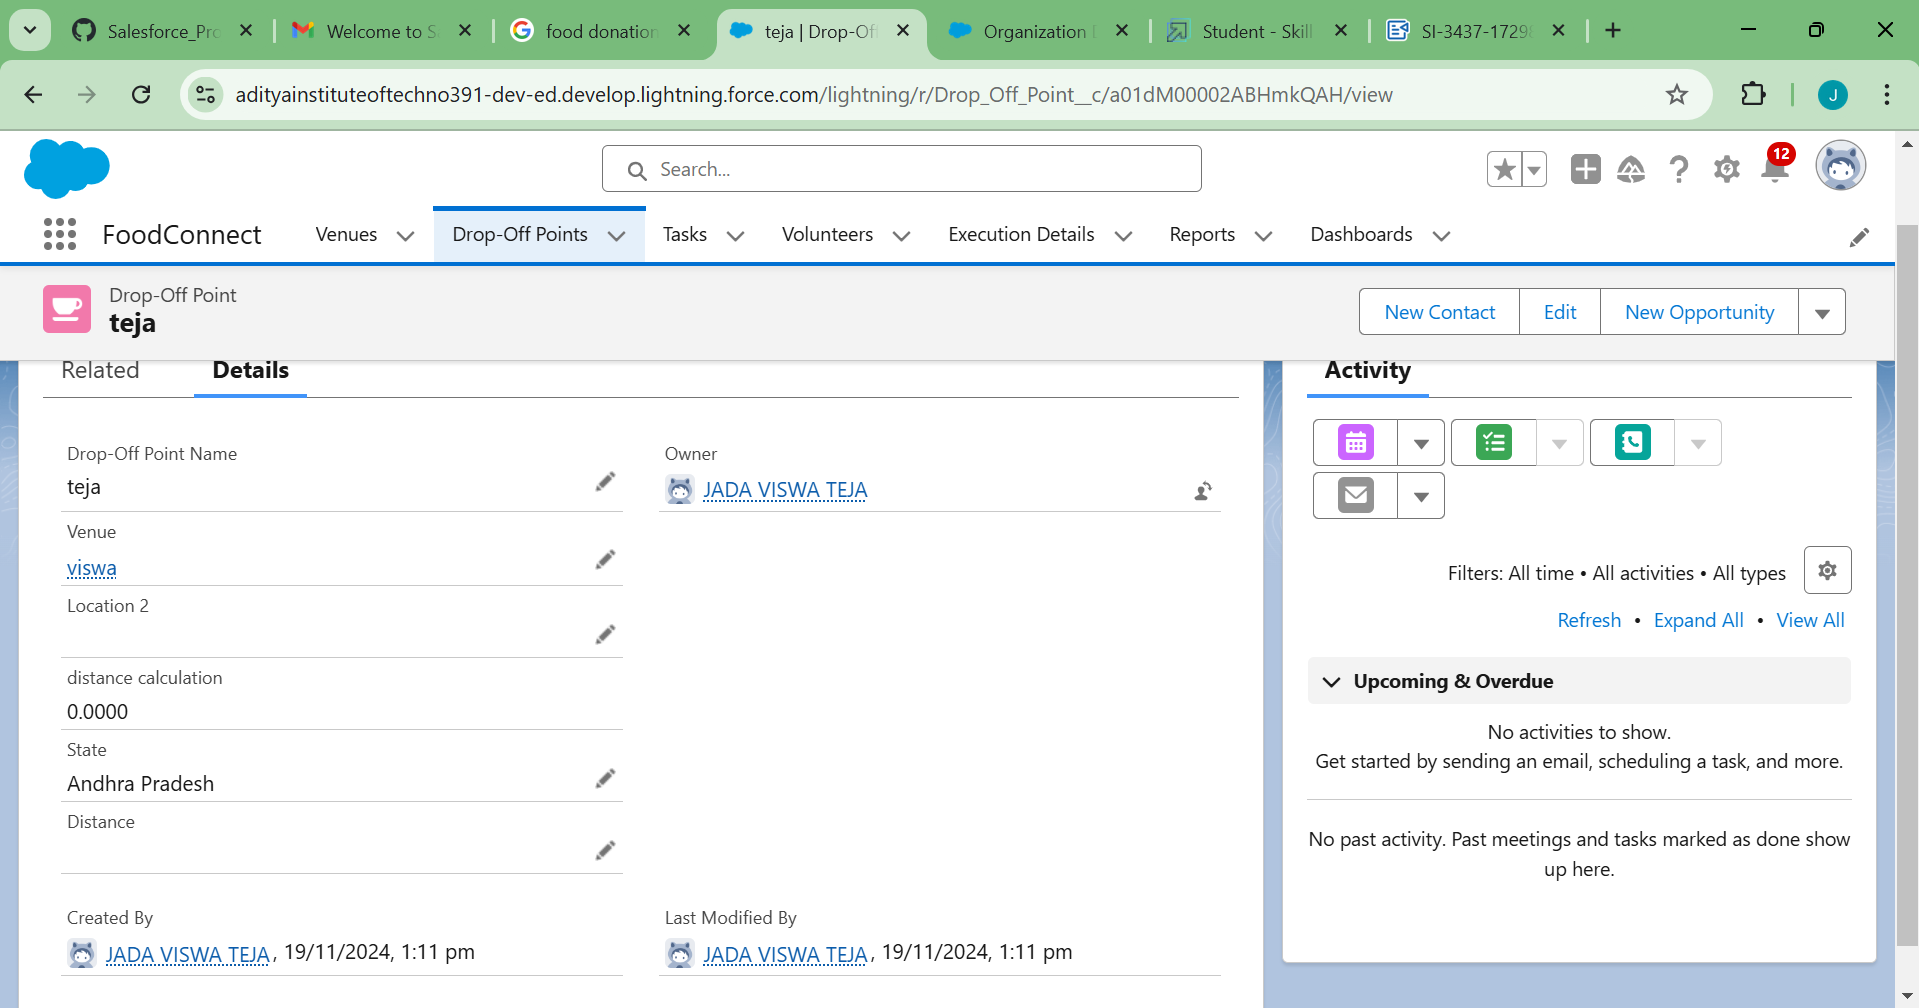 Salesforce_Pro
Welcome to Sa
food donation
teja | Drop-Off
Organization
Student - Skill
SI-3437-17298
adityainstituteoftechno391-dev-ed.develop.lightning.force.com/lightning/r/Drop_Off_Point__c/a01dM00002ABHmkQAH/view
J
Search...
12
FoodConnect
Venues
Drop-Off Points
Tasks
Volunteers
Execution Details
Reports
Dashboards
Drop-Off Point
teja
New Contact
Edit
New Opportunity
Related
Details
Drop-Off Point Name
teja
Owner
JADA VISWA TEJA
Venue
viswa
Location 2
distance calculation
0.0000
State
Andhra Pradesh
Distance
Created By
JADA VISWA TEJA, 19/11/2024, 1:11 pm
Last Modified By
JADA VISWA TEJA, 19/11/2024, 1:11 pm
Activity
Filters: All time • All activities • All types
Refresh • Expand All • View All
Upcoming & Overdue
No activities to show.
Get started by sending an email, scheduling a task, and more.
No past activity. Past meetings and tasks marked as done show
up here.